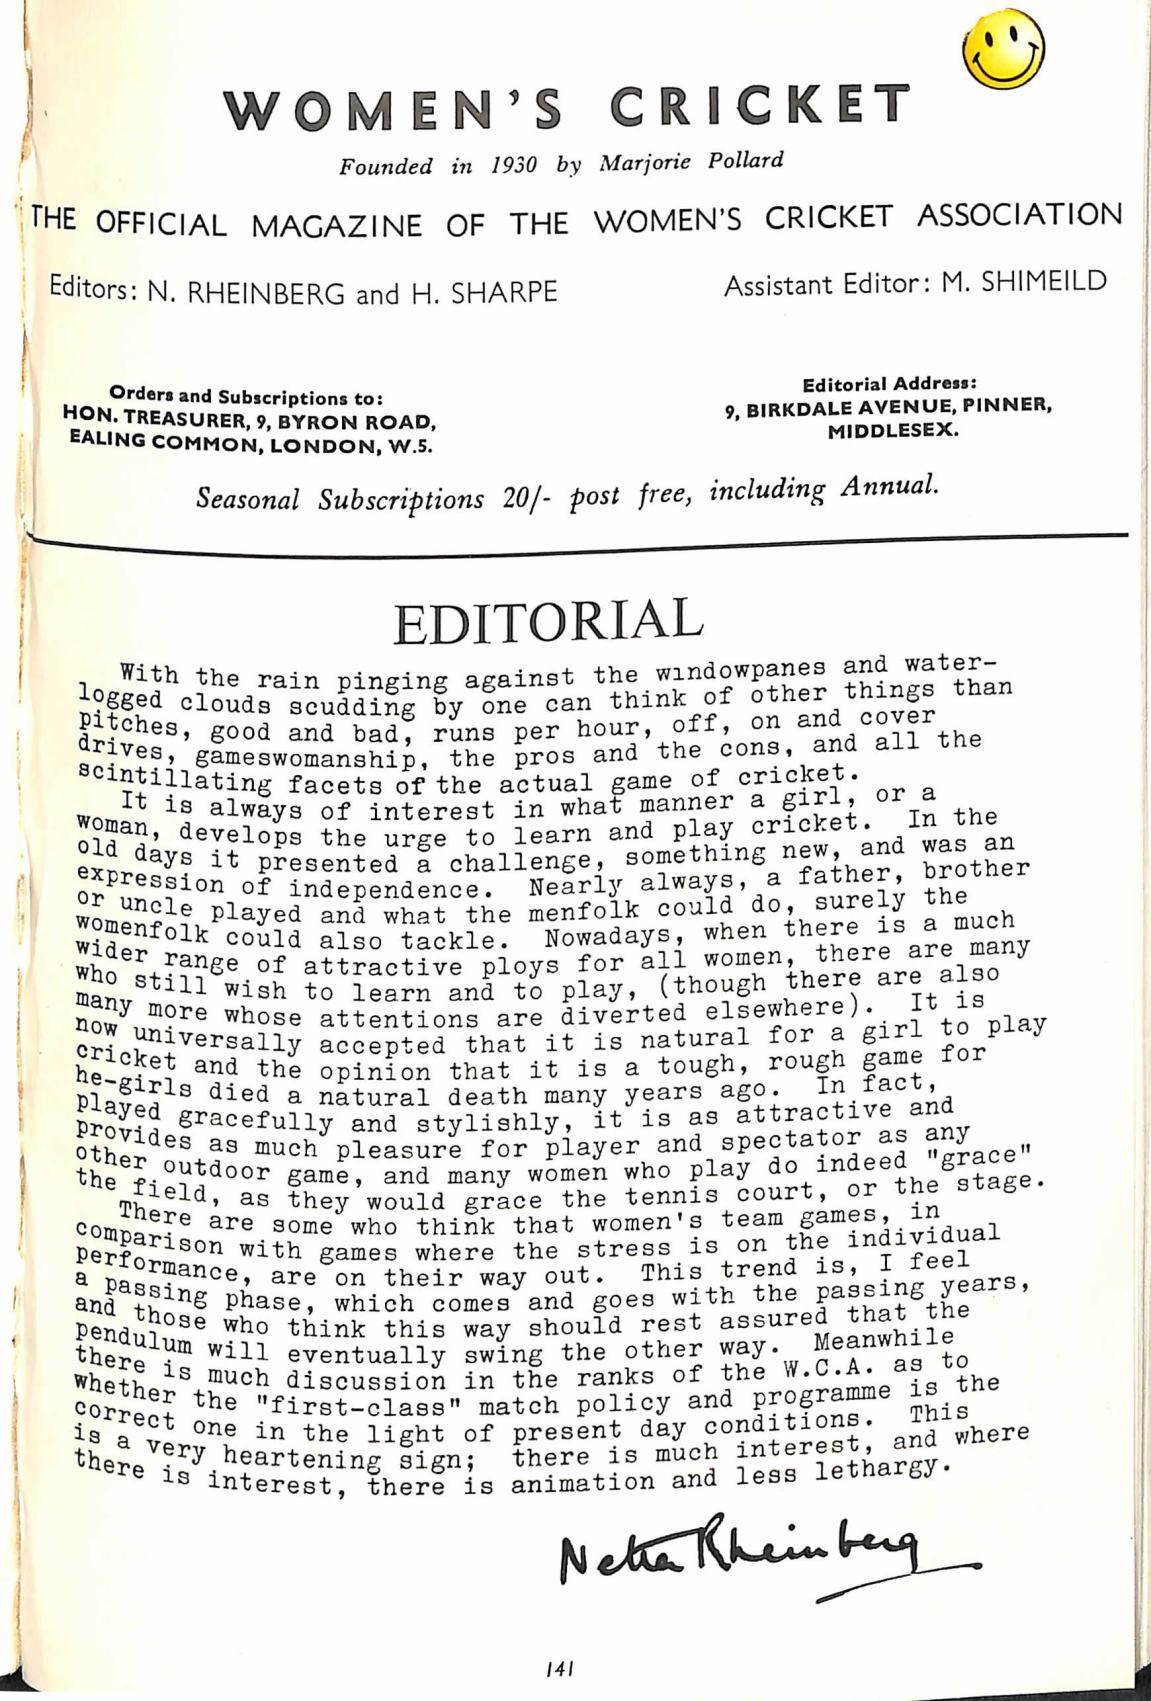 WOMEN'S CRICKET
Founded in 1930 by Marjorie Pollard
THE OFFICIAL MAGAZINE OF THE WOMEN'S CRICKET ASSOCIATION
Editors: N. RHEINBERG and H. SHARPE
Assistant Editor: M. SHIMEILD
Orders and Subscriptions to:
HON. TREASURER, 9, BYRON ROAD,
EALING COMMON, LONDON, W.5.
Editorial Address:
9, BIRKDALE AVENUE, PINNER,
MIDDLESEX.
Seasonal Subscriptions 20/- post free, including Annual.
EDITORIAL
With the rain pinging against the windowpanes and water-
logged clouds scudding by one can think of other things than
pitches, good and bad, runs per hour, off, on and cover
drives, gameswomanship, the pros and the cons, and all the
scintillating facets of the actual game of cricket.
It is always of interest in what manner a girl, or a
woman, develops the urge to learn and play cricket. In the
old days it presented a challenge, something new, and was an
expression of independence. Nearly always, a father, brother
or uncle played and what the menfolk could do, surely the
womenfolk could also tackle. Nowadays, when there is a much
wider range of attractive ploys for all women, there are many
who still wish to learn and to play, (though there are also
many more whose attentions are diverted elsewhere). It is
now universally accepted that it is natural for a girl to play
cricket and the opinion that it is a tough, rough game for
he-girls died a natural death many years ago. In fact,
played gracefully and stylishly, it is as attractive and
provides as much pleasure for player and spectator as any
other outdoor game, and many women who play do indeed "grace"
the field, as they would grace the tennis court, or the stage.
There are some who think that women's team games, in
comparison with games where the stress is on the individual
performance, are on their way out. This trend is, I feel
a passing phase, which comes and goes with the passing years,
and those who think this way should rest assured that the
pendulum will eventually swing the other way. Meanwhile
there is much discussion in the ranks of the W.C.A. as to
whether the "first-class" match policy and programme is the
correct one in the light of present day conditions. This
is a very heartening sign; there is much interest, and where
there is interest, there is animation and less lethargy.
Netta Rheinberg
141